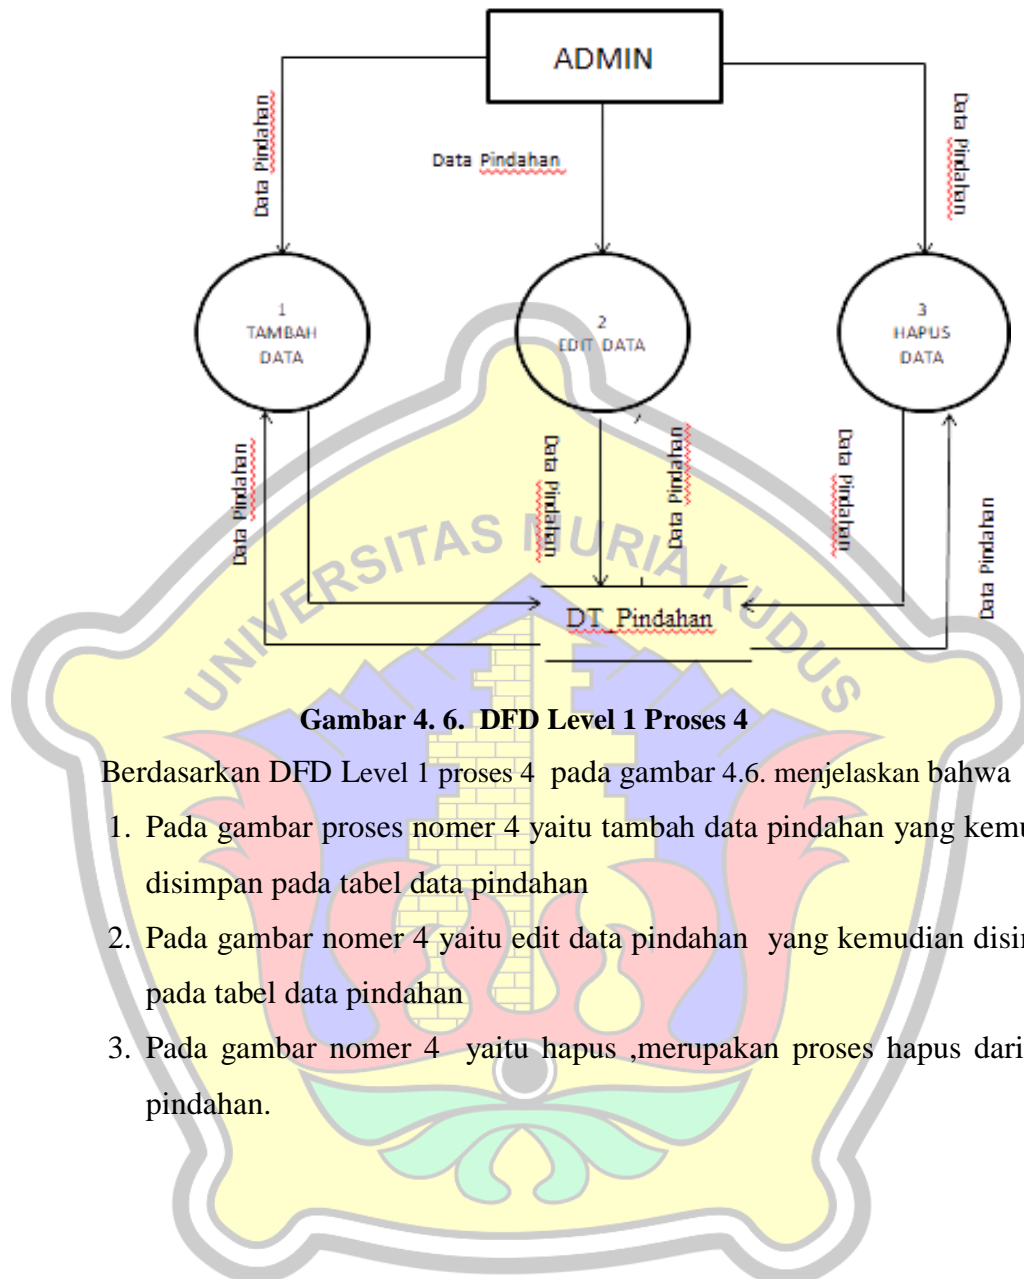 ADMIN
Data Pindahan
Data Pindahan
Data Pindahan
1
TAMBAH
DATA
2
EDIT DATA
3
HAPUS
DATA
Data Pindahan
Data Pindahan
Data Pindahan
Data Pindahan
Data Pindahan
UNIVERSITAS MURIA KUDUS
DT_Pindahan
Gambar 4. 6. DFD Level 1 Proses 4
Berdasarkan DFD Level 1 proses 4 pada gambar 4.6. menjelaskan bahwa
1. Pada gambar proses nomer 4 yaitu tambah data pindahan yang kemu
disimpan pada tabel data pindahan
2. Pada gambar nomer 4 yaitu edit data pindahan yang kemudian disi
pada tabel data pindahan
3. Pada gambar nomer 4 yaitu hapus ,merupakan proses hapus dari
pindahan.